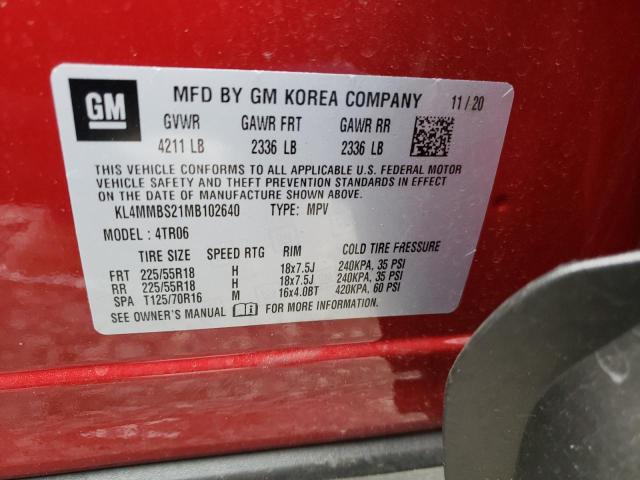 GM
MFD BY GM KOREA COMPANY 11/20
GVWR GAWR FRT GAWR RR
4211 LB 2336 LB 2336 LB
THIS VEHICLE CONFORMS TO ALL APPLICABLE U.S. FEDERAL MOTOR
VEHICLE SAFETY AND THEFT PREVENTION STANDARDS IN EFFECT
ON THE DATE OF MANUFACTURE SHOWN ABOVE.
KL4MMBS21MB102640 TYPE: MPV
MODEL: 4TR06
TIRE SIZE SPEED RTG RIM COLD TIRE PRESSURE
FRT 225/55R18 H 18x7.5J 240KPA, 35 PSI
RR 225/55R18 H 18x7.5J 240KPA, 35 PSI
SPA T125/70R16 M 16x4.0BT 420KPA, 60 PSI
SEE OWNER'S MANUAL FOR MORE INFORMATION.